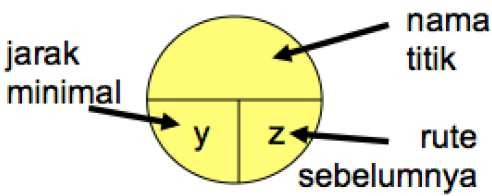 nama
titik
jarak
minimal
y
z
rute
sebelumnya